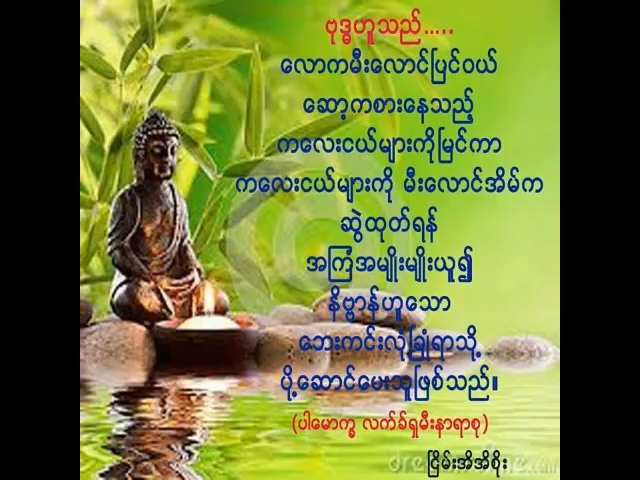 ဗုဒ္ဓဟူသည်.....
လောကမီးလောင်ပြင်ဝယ်
ဆော့ကစားနေသည့်
ကလေးငယ်များကိုမြင်ကာ
ကလေးငယ်များကို မီးလောင်အိမ်က
ဆွဲထုတ်ရန်
အကြံအမျိုးမျိုးယူ၍
နိဗ္ဗာန်ဟူသော
ဘေးကင်းလုံခြုံရာသို့
ပို့ဆောင်ပေးသူဖြစ်သည်။
(ပါမောက္ခ လက်ခ်ရှမီးနာရာစု)
ငြိမ်းအိအိစိုး